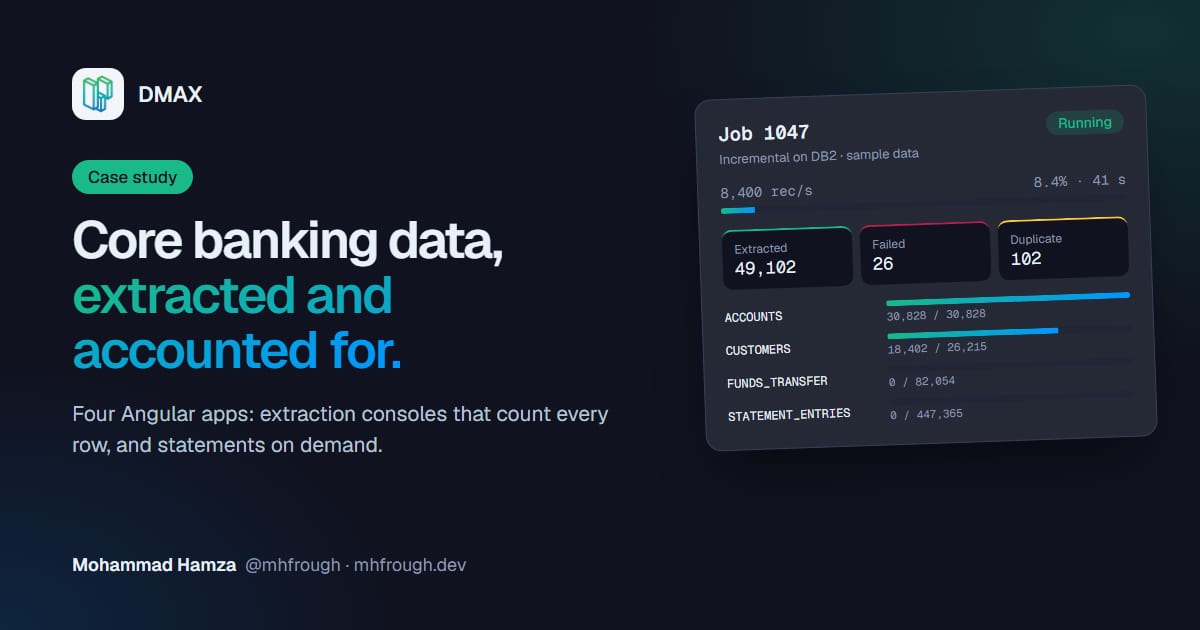 DMAX
Case study
Core banking data,
extracted and
accounted for.
Four Angular apps: extraction consoles that count every
row, and statements on demand.
Mohammad Hamza @mhfrough · mhfrough.dev
Job 1047
Running
Incremental on DB2 · sample data
8,400 rec/s
8.4% · 41 s
Extracted
49,102
Failed
26
Duplicate
102
ACCOUNTS
30,828 / 30,828
CUSTOMERS
18,402 / 26,215
FUNDS_TRANSFER
0 / 82,054
STATEMENT_ENTRIES
0 / 447,365